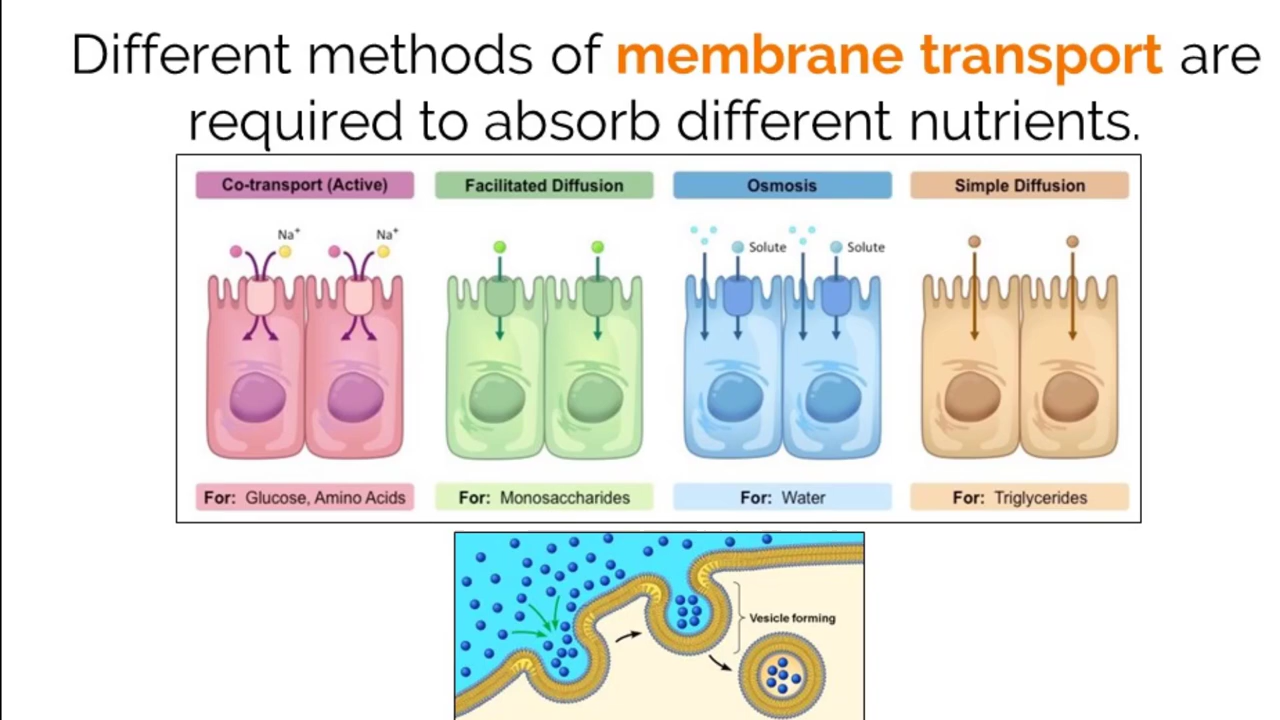 Different methods of membrane transport are
required to absorb different nutrients.
Co-transport (Active)
Facilitated Diffusion
Osmosis
Simple Diffusion
Na⁺
Na⁺
Solute
Solute
For: Glucose, Amino Acids
For: Monosaccharides
For: Water
For: Triglycerides
Vesicle forming